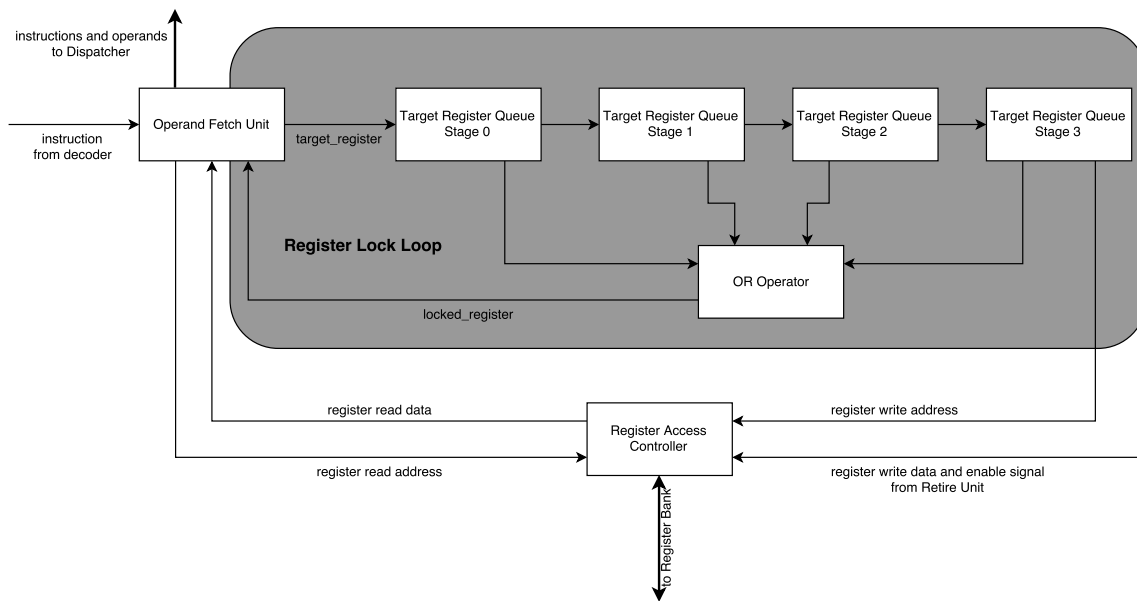 instructions and operands
to Dispatcher
instruction
from decoder
Operand Fetch Unit
target_register
Target Register Queue
Stage 0
Target Register Queue
Stage 1
Target Register Queue
Stage 2
Target Register Queue
Stage 3
Register Lock Loop
OR Operator
locked_register
register read data
register write address
Register Access
Controller
register read address
register write data and enable signal
from Retire Unit
to Register Bank